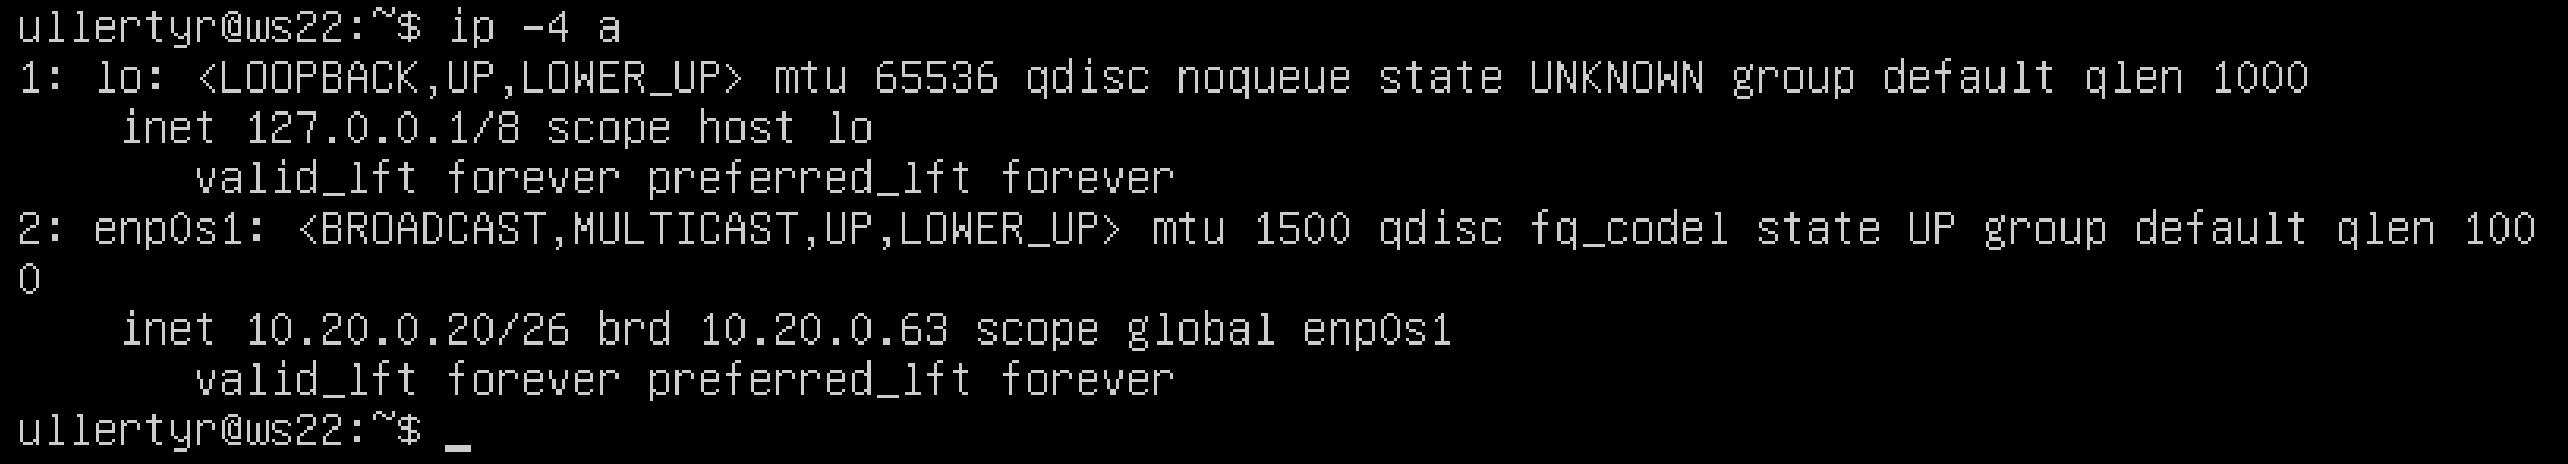 ullertyr@ws22:~$ ip -4 a
1: lo: <LOOPBACK,UP,LOWER_UP> mtu 65536 qdisc noqueue state UNKNOWN group default qlen 1000
    inet 127.0.0.1/8 scope host lo
       valid_lft forever preferred_lft forever
2: enp0s1: <BROADCAST,MULTICAST,UP,LOWER_UP> mtu 1500 qdisc fq_codel state UP group default qlen 100
0
    inet 10.20.0.20/26 brd 10.20.0.63 scope global enp0s1
       valid_lft forever preferred_lft forever
ullertyr@ws22:~$ _